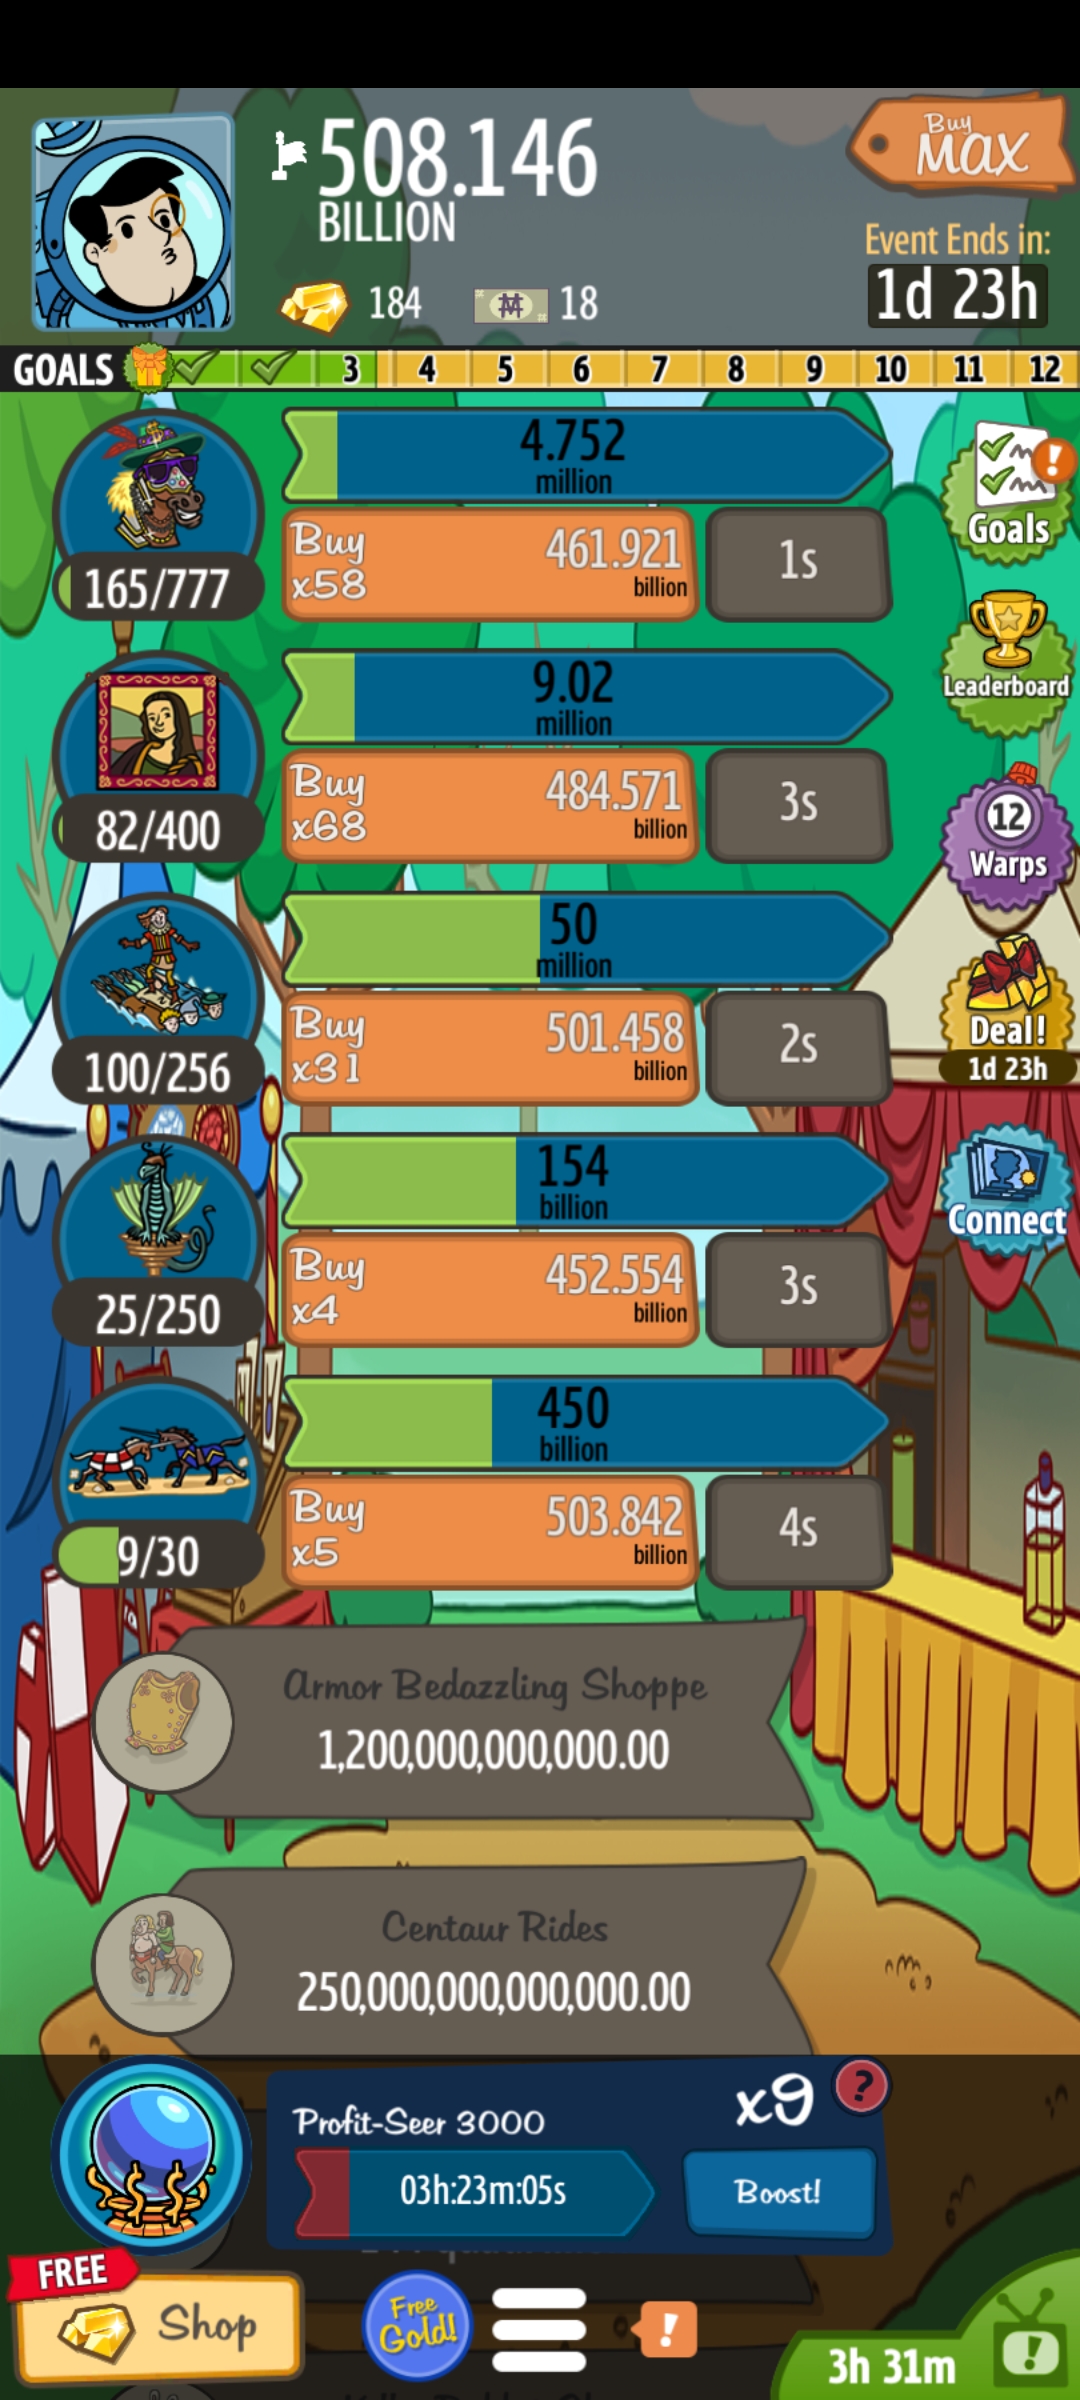 508.146
BILLION
184
18
Buy
MAX
Event Ends in:
1d 23h
GOALS
3 4 5 6 7 8 9 10 11 12
4.752
million
Buy
x58
461.921
billion
1s
165/777
Goals
Leaderboard
9.02
million
Buy
x68
484.571
billion
3s
82/400
12
Warps
50
million
Buy
x31
501.458
billion
2s
100/256
Deal!
1d 23h
154
billion
Buy
x4
452.554
billion
3s
25/250
Connect
450
billion
Buy
x5
503.842
billion
4s
9/30
Armor Bedazzling Shoppe
1,200,000,000,000.00
Centaur Rides
250,000,000,000,000.00
Profit-Seer 3000
x9
?
03h:23m:05s
Boost!
FREE
Shop
Free
Gold!
!
3h 31m
!